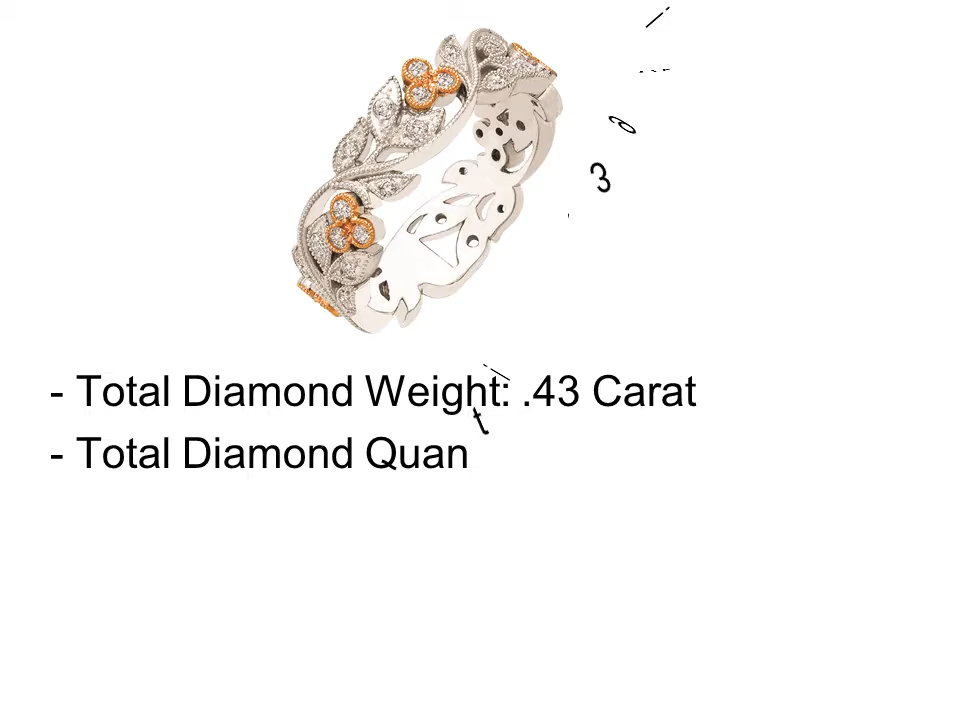 - Total Diamond Weight: .43 Carat
- Total Diamond Quan